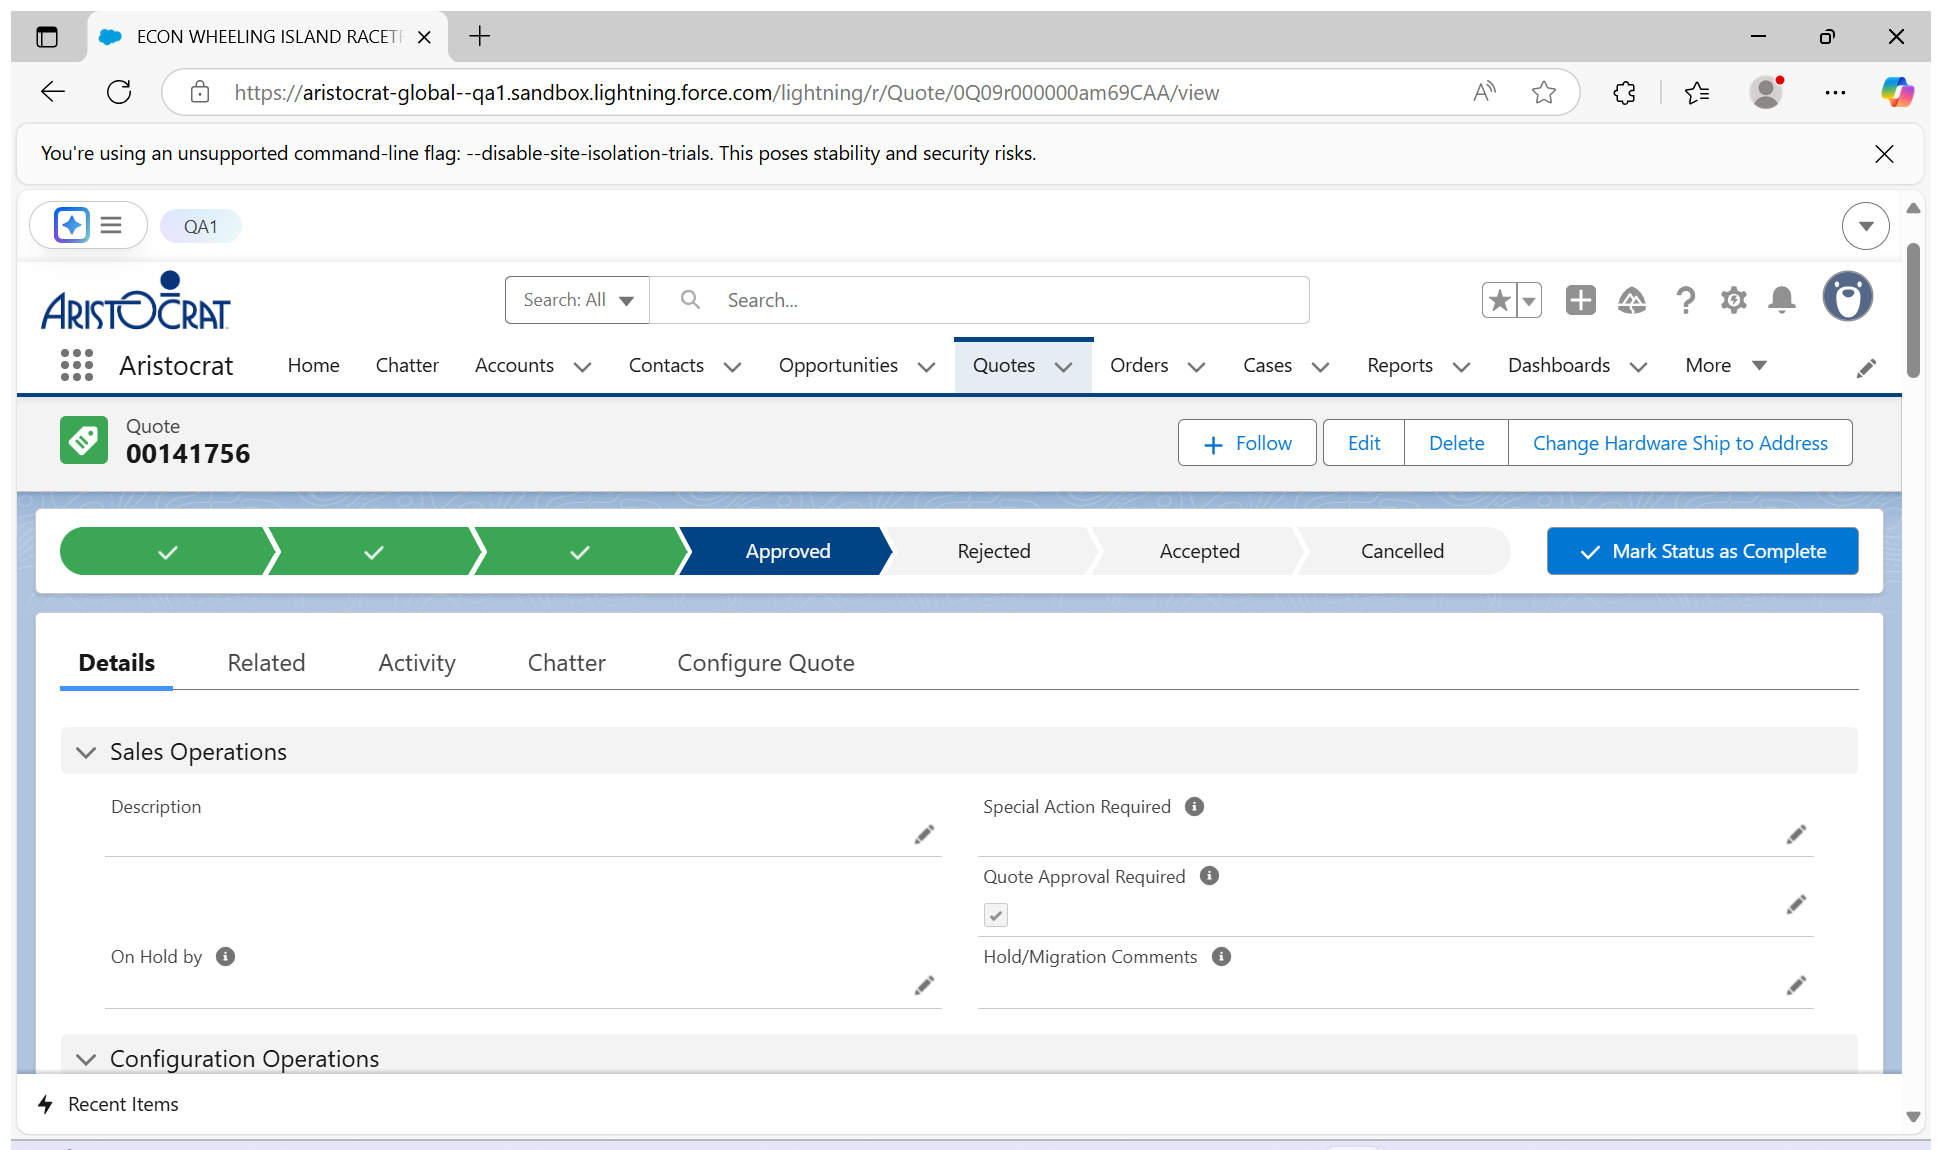 ECON WHEELING ISLAND RACET
https://aristocrat-global--qa1.sandbox.lightning.force.com/lightning/r/Quote/0Q09r000000am69CAA/view
You're using an unsupported command-line flag: --disable-site-isolation-trials. This poses stability and security risks.
QA1
ARISTOCRAT
Search: All
Search...
Aristocrat
Home
Chatter
Accounts
Contacts
Opportunities
Quotes
Orders
Cases
Reports
Dashboards
More
Quote
00141756
Follow
Edit
Delete
Change Hardware Ship to Address
Approved
Rejected
Accepted
Cancelled
Mark Status as Complete
Details
Related
Activity
Chatter
Configure Quote
Sales Operations
Description
Special Action Required
Quote Approval Required
On Hold by
Hold/Migration Comments
Configuration Operations
Recent Items